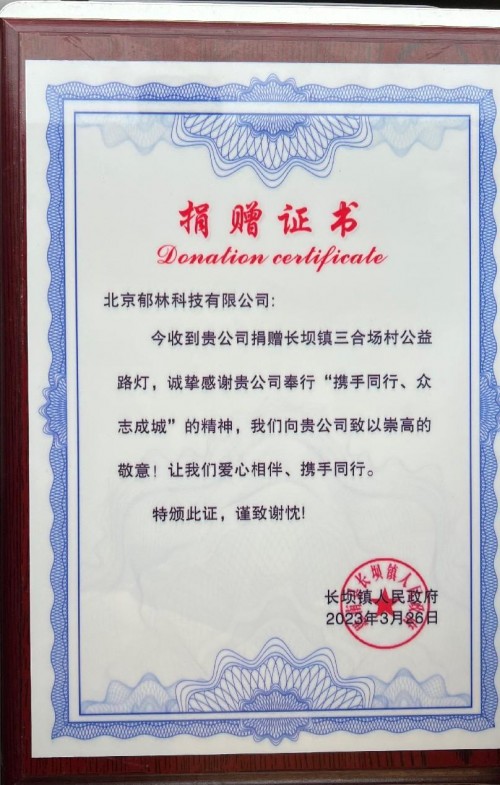 捐赠证书
Donation certificate
北京郁林科技有限公司:
今收到贵公司捐赠长坝镇三合场村公益
路灯，诚挚感谢贵公司奉行“携手同行、众
志成城”的精神，我们向贵公司致以崇高的
敬意！让我们爱心相伴、携手同行。
特颁此证，谨致谢忱!
长坝镇人民政府
2023年3月26日